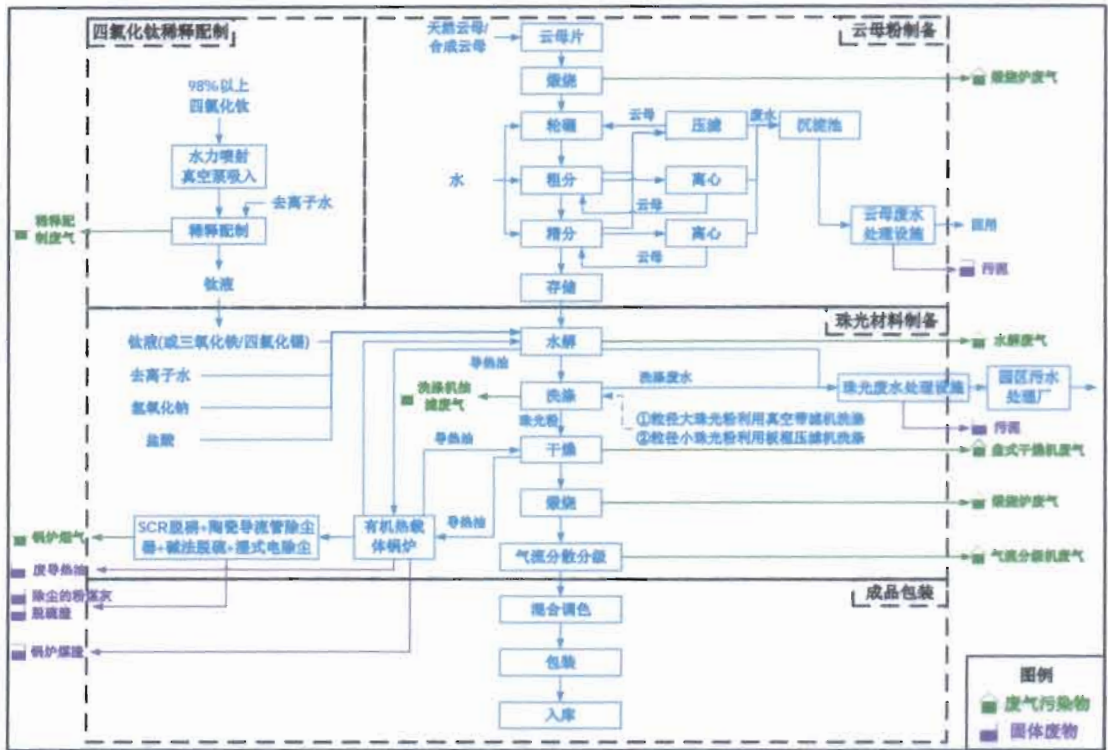 四氯化钛稀释配制
98%以上
四氯化钛
水力喷射
真空泵吸入
去离子水
稀释配制
稀释配
制废气
钛液
云母粉制备
天然云母/
合成云母
云母片
煅烧
煅烧炉废气
轮碾
云母
压滤
废水
沉淀池
水
粗分
离心
云母
精分
离心
云母
云母废水
处理设施
回用
污泥
存储
珠光材料制备
钛液(或三氯化铁/四氯化锡)
去离子水
氢氧化钠
盐酸
水解
水解废气
导热油
洗涤机抽
滤废气
洗涤
洗涤废水
珠光废水处理设施
园区污水
处理厂
污泥
①粒径大珠光粉利用真空带滤机洗涤
②粒径小珠光粉利用板框压滤机洗涤
珠光粉
导热油
干燥
盘式干燥机废气
煅烧
煅烧炉废气
导热油
有机热载
体锅炉
SCR脱硝+陶瓷导流管除尘
器+碱法脱硫+湿式电除尘
锅炉烟气
废导热油
除尘的粉煤灰
脱硫渣
锅炉煤渣
气流分散分级
气流分级机废气
成品包装
混合调色
包装
入库
图例
废气污染物
固体废物